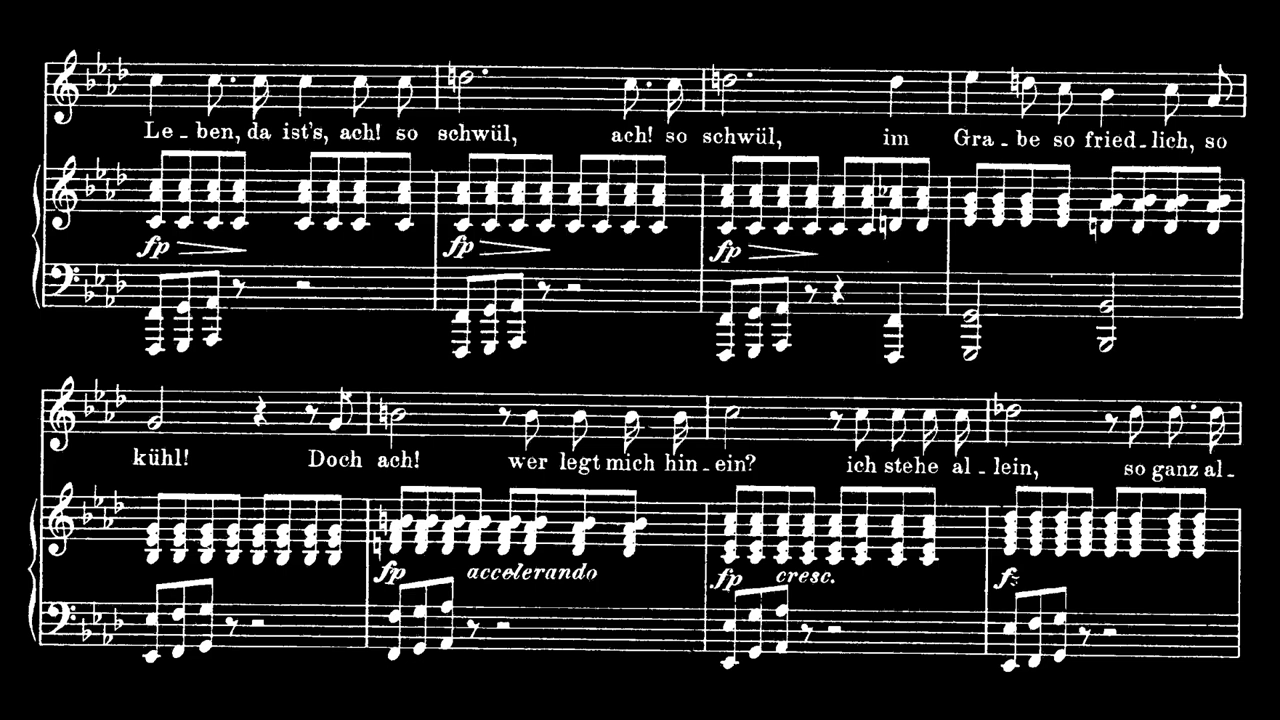 Le - ben, da ist's, ach! so schwül, ach! so schwül, im Gra - be so fried - lich, so
fp fp fp
kühl! Doch ach! wer legt mich hin - ein? ich stehe al - lein, so ganz al -
fp accelerando fp cresc. fz